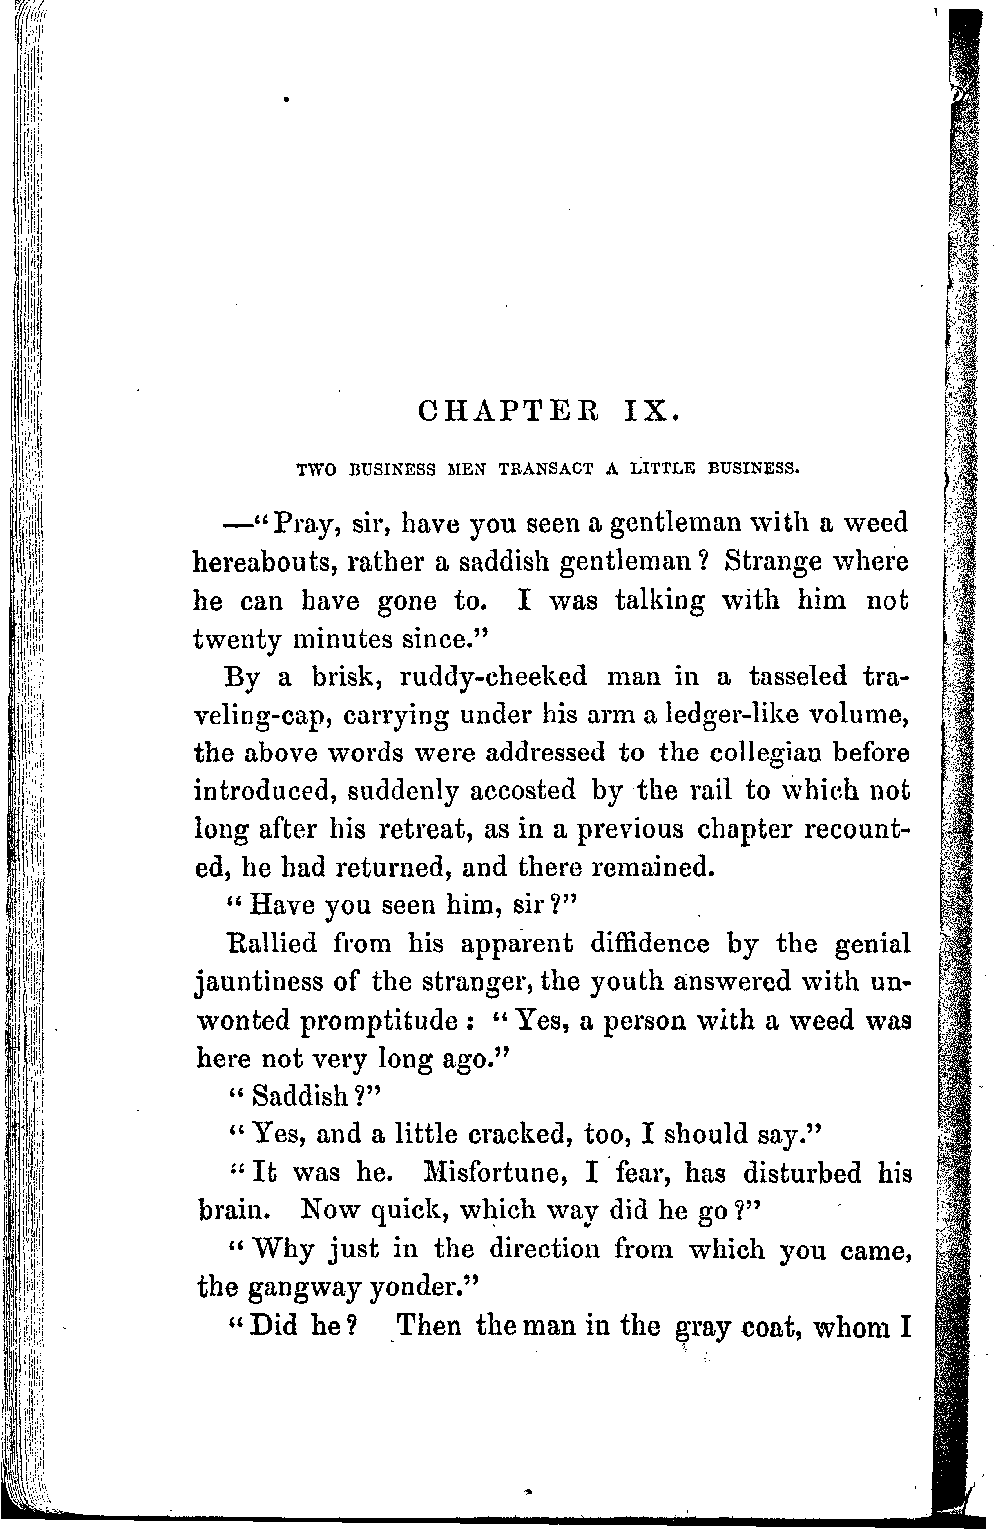 CHAPTER IX.
TWO BUSINESS MEN TRANSACT A LITTLE BUSINESS.
—“Pray, sir, have you seen a gentleman with a weed
hereabouts, rather a saddish gentleman? Strange where
he can have gone to. I was talking with him not
twenty minutes since.”
By a brisk, ruddy-cheeked man in a tasseled tra-
veling-cap, carrying under his arm a ledger-like volume,
the above words were addressed to the collegian before
introduced, suddenly accosted by the rail to which not
long after his retreat, as in a previous chapter recount-
ed, he had returned, and there remained.
“Have you seen him, sir?”
Rallied from his apparent diffidence by the genial
jauntiness of the stranger, the youth answered with un-
wonted promptitude: “Yes, a person with a weed was
here not very long ago.”
“Saddish?”
“Yes, and a little cracked, too, I should say.”
“It was he. Misfortune, I fear, has disturbed his
brain. Now quick, which way did he go?”
“Why just in the direction from which you came,
the gangway yonder.”
“Did he? Then the man in the gray coat, whom I